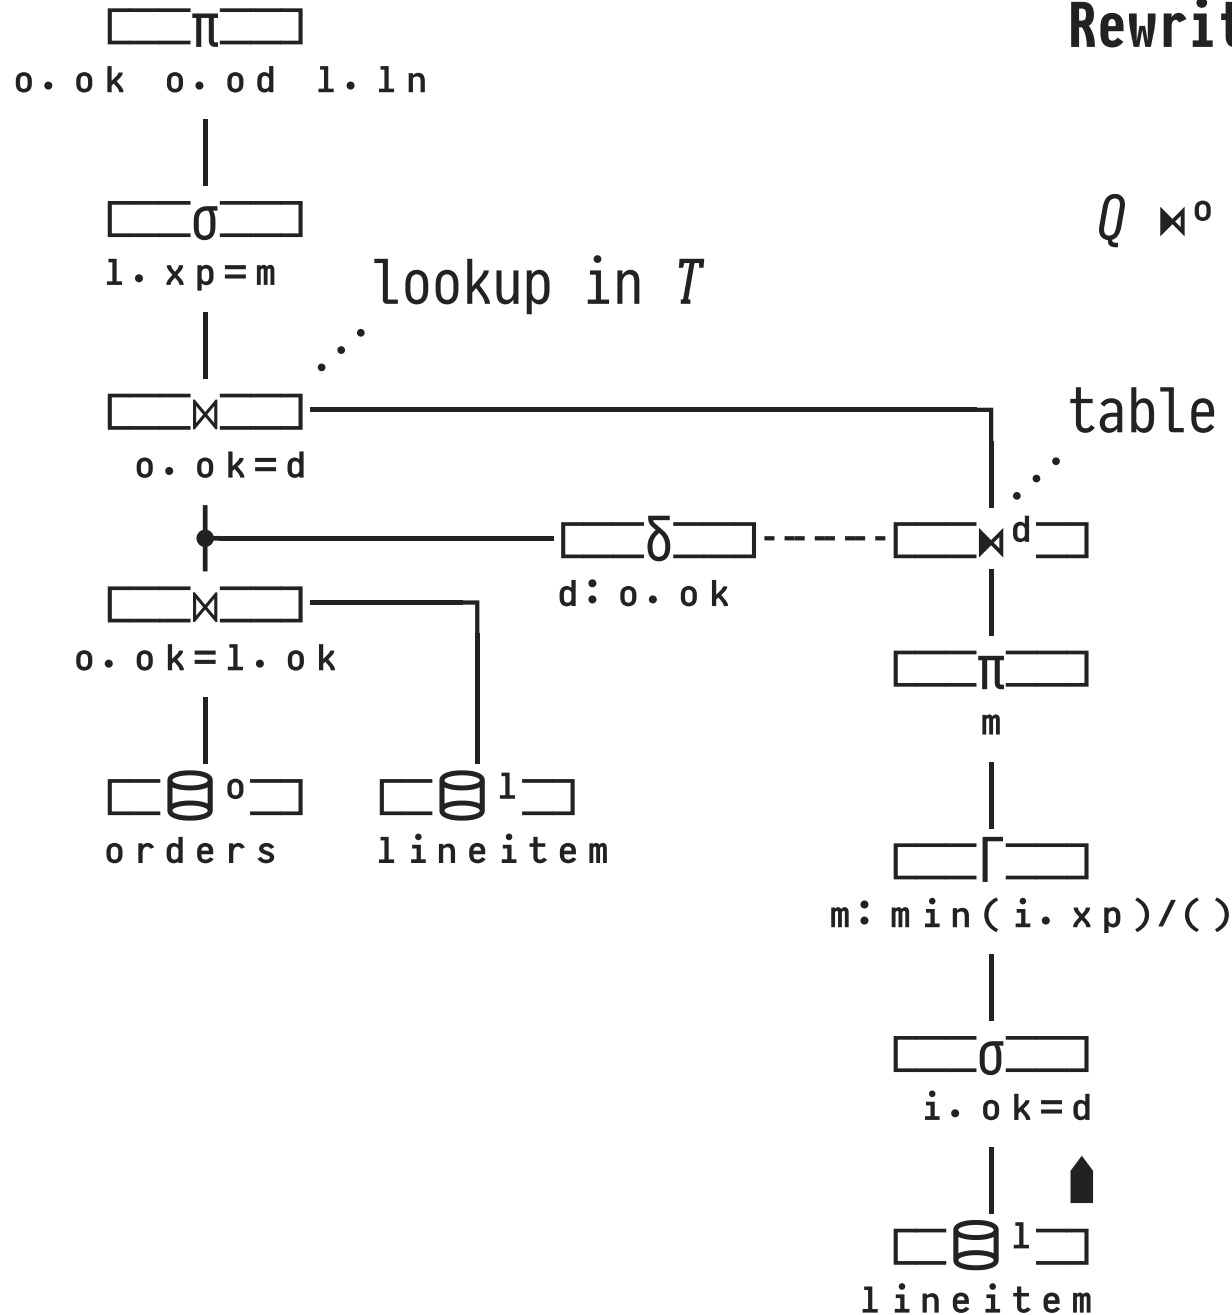 π
Rewrit
o.ok o.od l.ln
σ
Q ⧑o
l.xp=m
lookup in T
⋈
table
o.ok=d
δ
⧑d
d:o.ok
⋈
o.ok=l.ok
π
m
o
l
orders
lineitem
Γ
m:min(i.xp)/()
σ
i.ok=d
l
lineitem